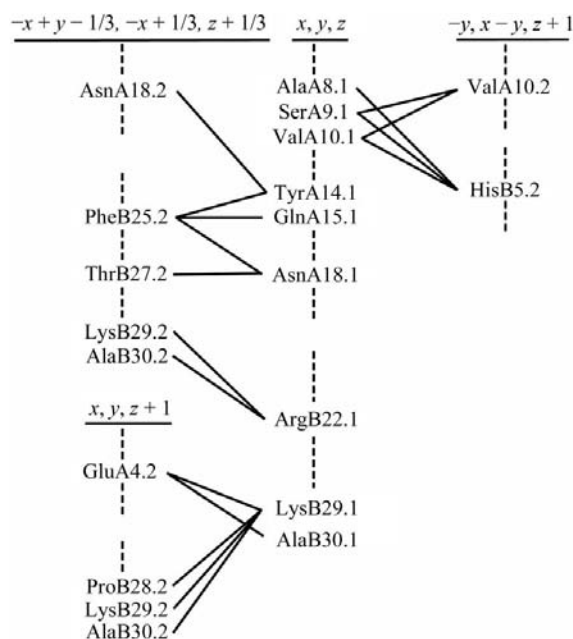 −x + y − 1/3, −x + 1/3, z + 1/3
x, y, z
−y, x − y, z + 1
AsnA18.2
AlaA8.1
ValA10.2
SerA9.1
ValA10.1
TyrA14.1
HisB5.2
PheB25.2
GlnA15.1
ThrB27.2
AsnA18.1
LysB29.2
AlaB30.2
x, y, z + 1
ArgB22.1
GluA4.2
LysB29.1
AlaB30.1
ProB28.2
LysB29.2
AlaB30.2